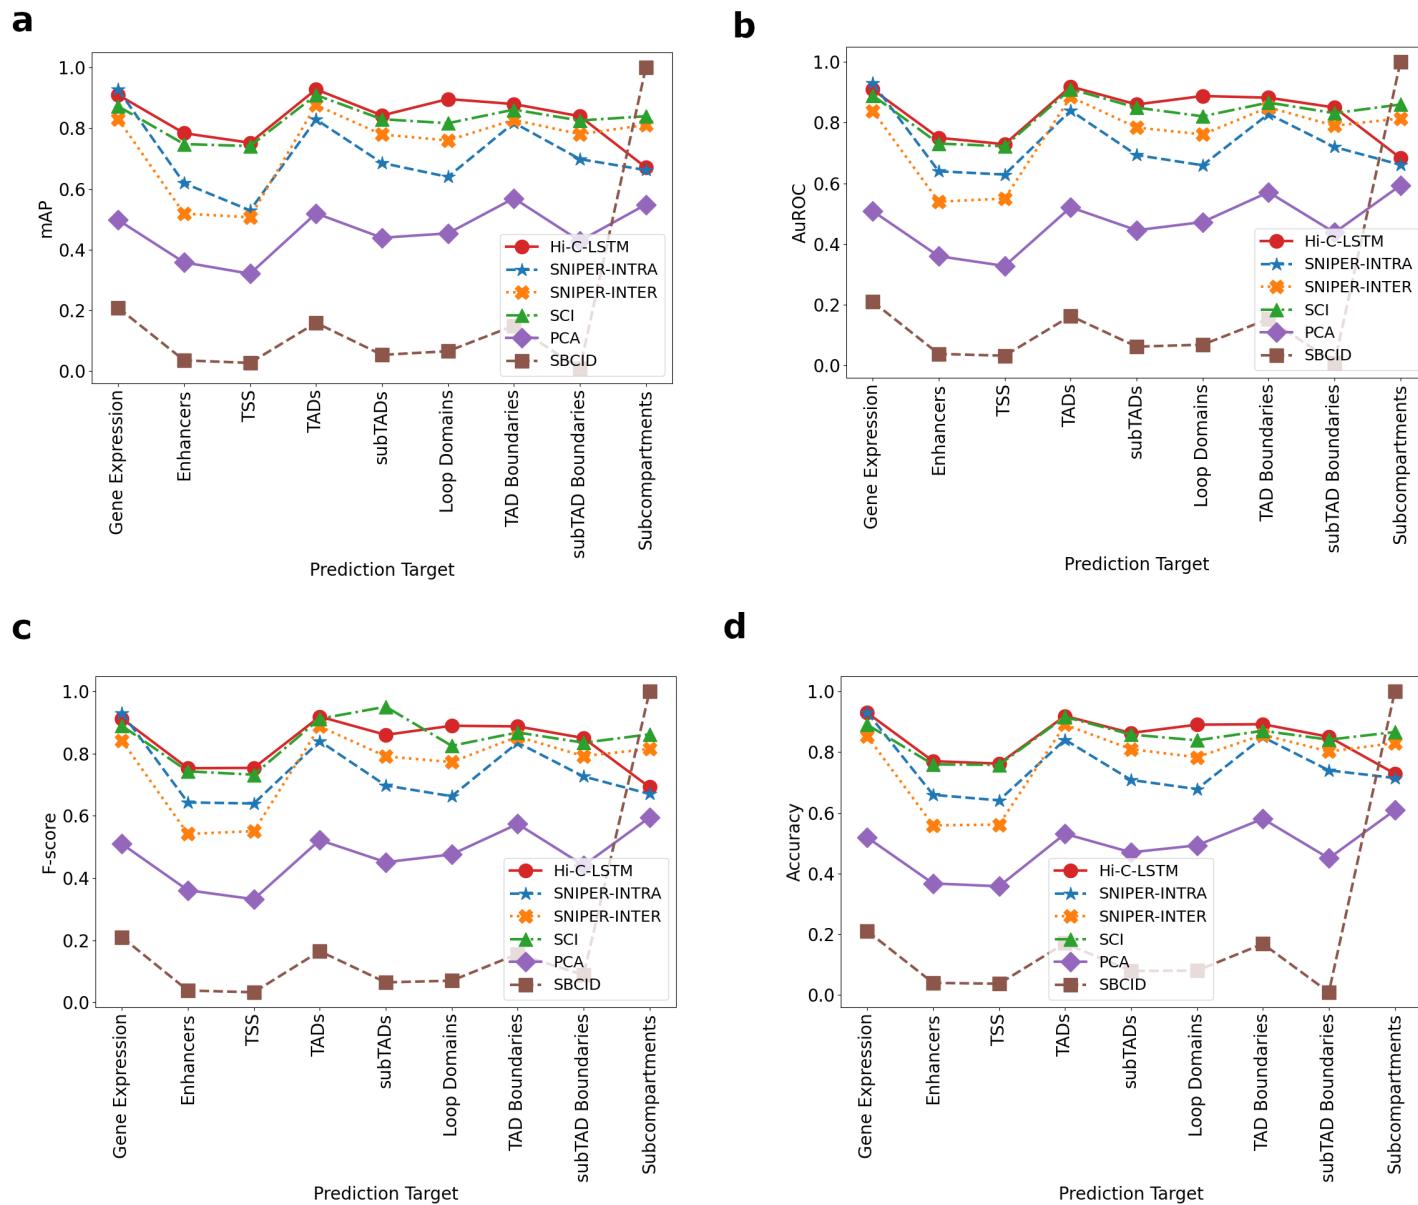 a
1.0
0.8
0.6
0.4
0.2
0.0
mAP
Hi-C-LSTM
SNIPER-INTRA
SNIPER-INTER
SCI
PCA
SBCID
Gene Expression
Enhancers
TSS
TADs
subTADs
Loop Domains
TAD Boundaries
subTAD Boundaries
Subcompartments
Prediction Target
b
1.0
0.8
0.6
0.4
0.2
0.0
AuROC
Hi-C-LSTM
SNIPER-INTRA
SNIPER-INTER
SCI
PCA
SBCID
Gene Expression
Enhancers
TSS
TADs
subTADs
Loop Domains
TAD Boundaries
subTAD Boundaries
Subcompartments
Prediction Target
c
1.0
0.8
0.6
0.4
0.2
0.0
F-score
Hi-C-LSTM
SNIPER-INTRA
SNIPER-INTER
SCI
PCA
SBCID
Gene Expression
Enhancers
TSS
TADs
subTADs
Loop Domains
TAD Boundaries
subTAD Boundaries
Subcompartments
Prediction Target
d
1.0
0.8
0.6
0.4
0.2
0.0
Accuracy
Hi-C-LSTM
SNIPER-INTRA
SNIPER-INTER
SCI
PCA
SBCID
Gene Expression
Enhancers
TSS
TADs
subTADs
Loop Domains
TAD Boundaries
subTAD Boundaries
Subcompartments
Prediction Target